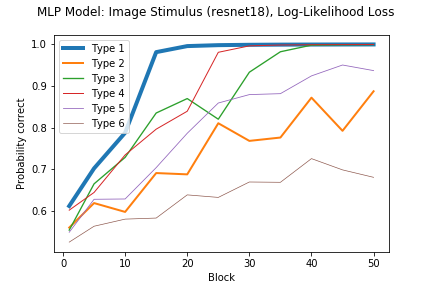 MLP Model: Image Stimulus (resnet18), Log-Likelihood Loss
1.0
0.9
0.8
0.7
0.6
Probability correct
Type 1
Type 2
Type 3
Type 4
Type 5
Type 6
0 10 20 30 40 50
Block